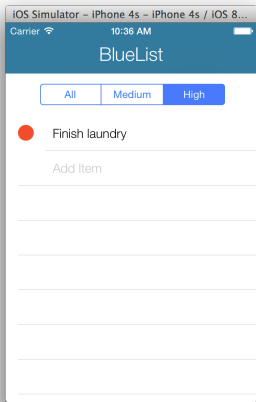 iOS Simulator - iPhone 4s - iPhone 4s / iOS 8...
Carrier 10:36 AM
BlueList
All Medium High
Finish laundry
Add Item